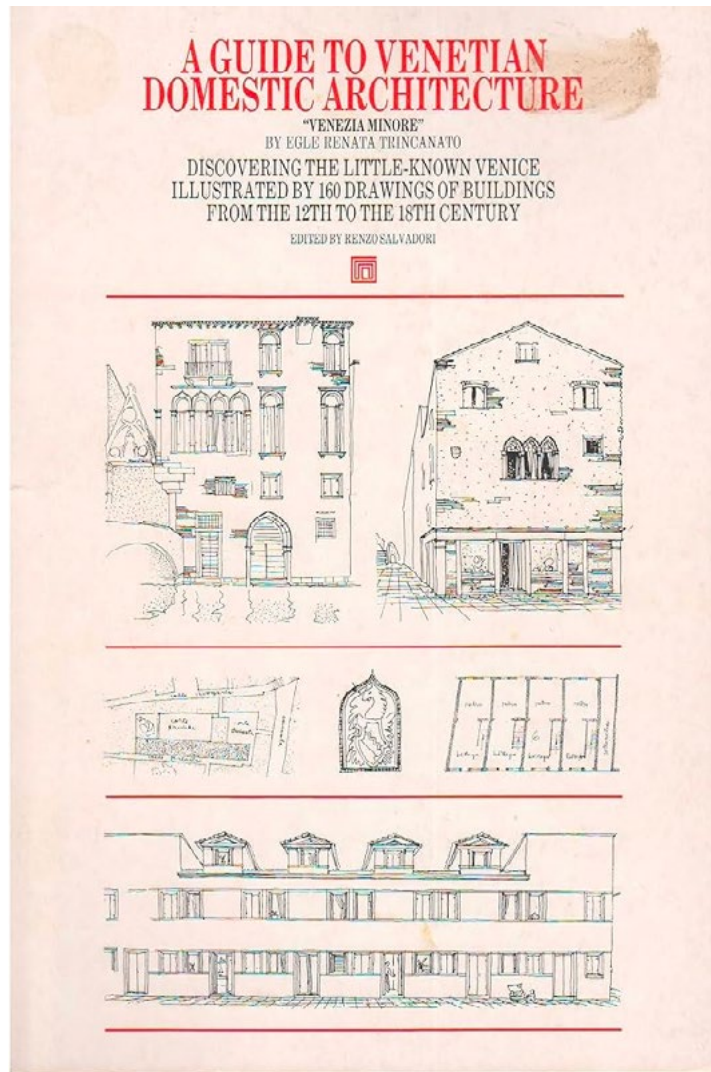 A GUIDE TO VENETIAN
DOMESTIC ARCHITECTURE
“VENEZIA MINORE”
BY EGLE RENATA TRINCANATO
DISCOVERING THE LITTLE-KNOWN VENICE
ILLUSTRATED BY 160 DRAWINGS OF BUILDINGS
FROM THE 12TH TO THE 18TH CENTURY
EDITED BY RENZO SALVADORI